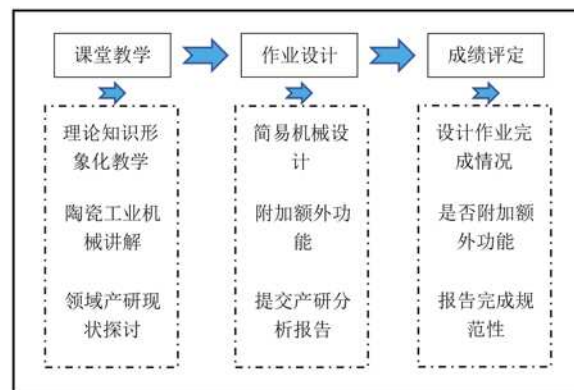 课堂教学
作业设计
成绩评定
理论知识形
象化教学
陶瓷工业机
械讲解
领域产研现
状探讨
简易机械设
计
附加额外功
能
提交产研分
析报告
设计作业完
成情况
是否附加额
外功能
报告完成规
范性